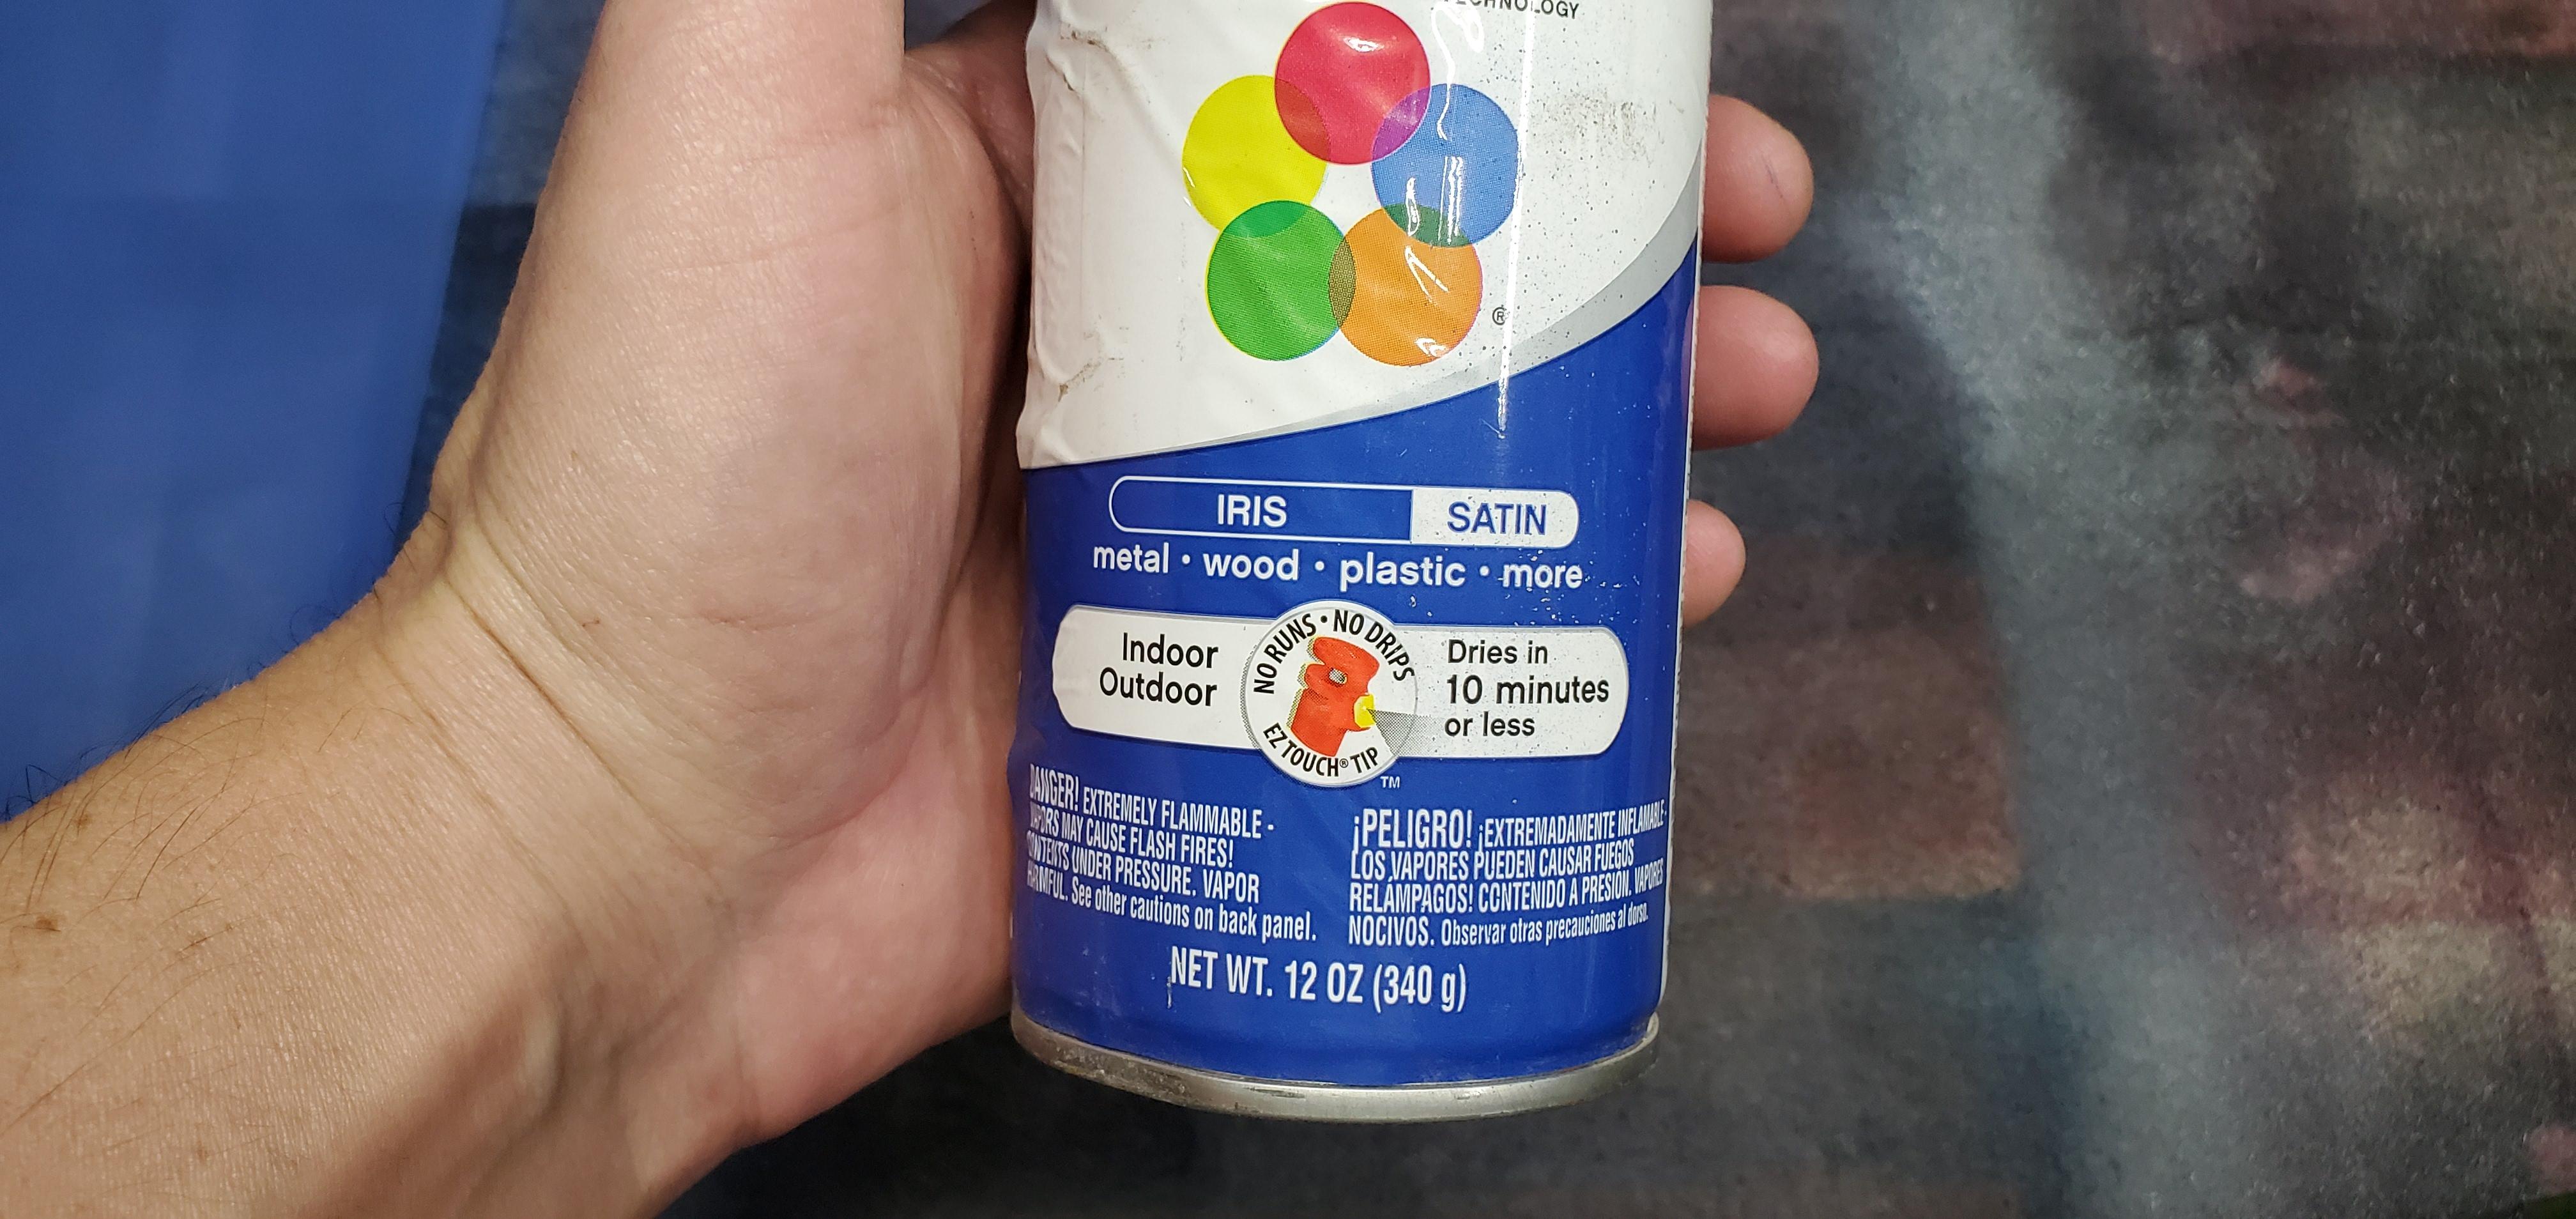 ®
IRIS SATIN
metal • wood • plastic • more
Indoor
Outdoor
NO RUNS • NO DRIPS
EZ TOUCH® TIP
TM
Dries in
10 minutes
or less
DANGER! EXTREMELY FLAMMABLE -
VAPORS MAY CAUSE FLASH FIRES!
CONTENTS UNDER PRESSURE. VAPOR
HARMFUL. See other cautions on back panel.
¡PELIGRO! ¡EXTREMADAMENTE INFLAMABLE -
LOS VAPORES PUEDEN CAUSAR FUEGOS
RELÁMPAGOS! CONTENIDO A PRESIÓN. VAPORES
NOCIVOS. Observar otras precauciones al dorso.
NET WT. 12 OZ (340 g)